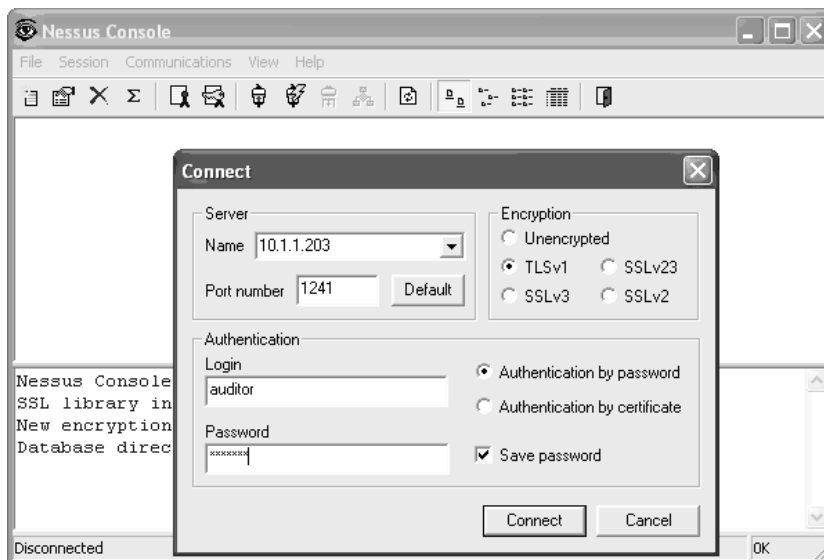 Nessus Console
File Session Communications View Help
Connect
Server
Name 10.1.1.203
Port number 1241 Default
Encryption
Unencrypted
TLSv1 SSLv23
SSLv3 SSLv2
Authentication
Login
auditor
Password
xxxxxxx
Authentication by password
Authentication by certificate
Save password
Connect Cancel
Nessus Console
SSL library in
New encryption
Database direc
Disconnected OK